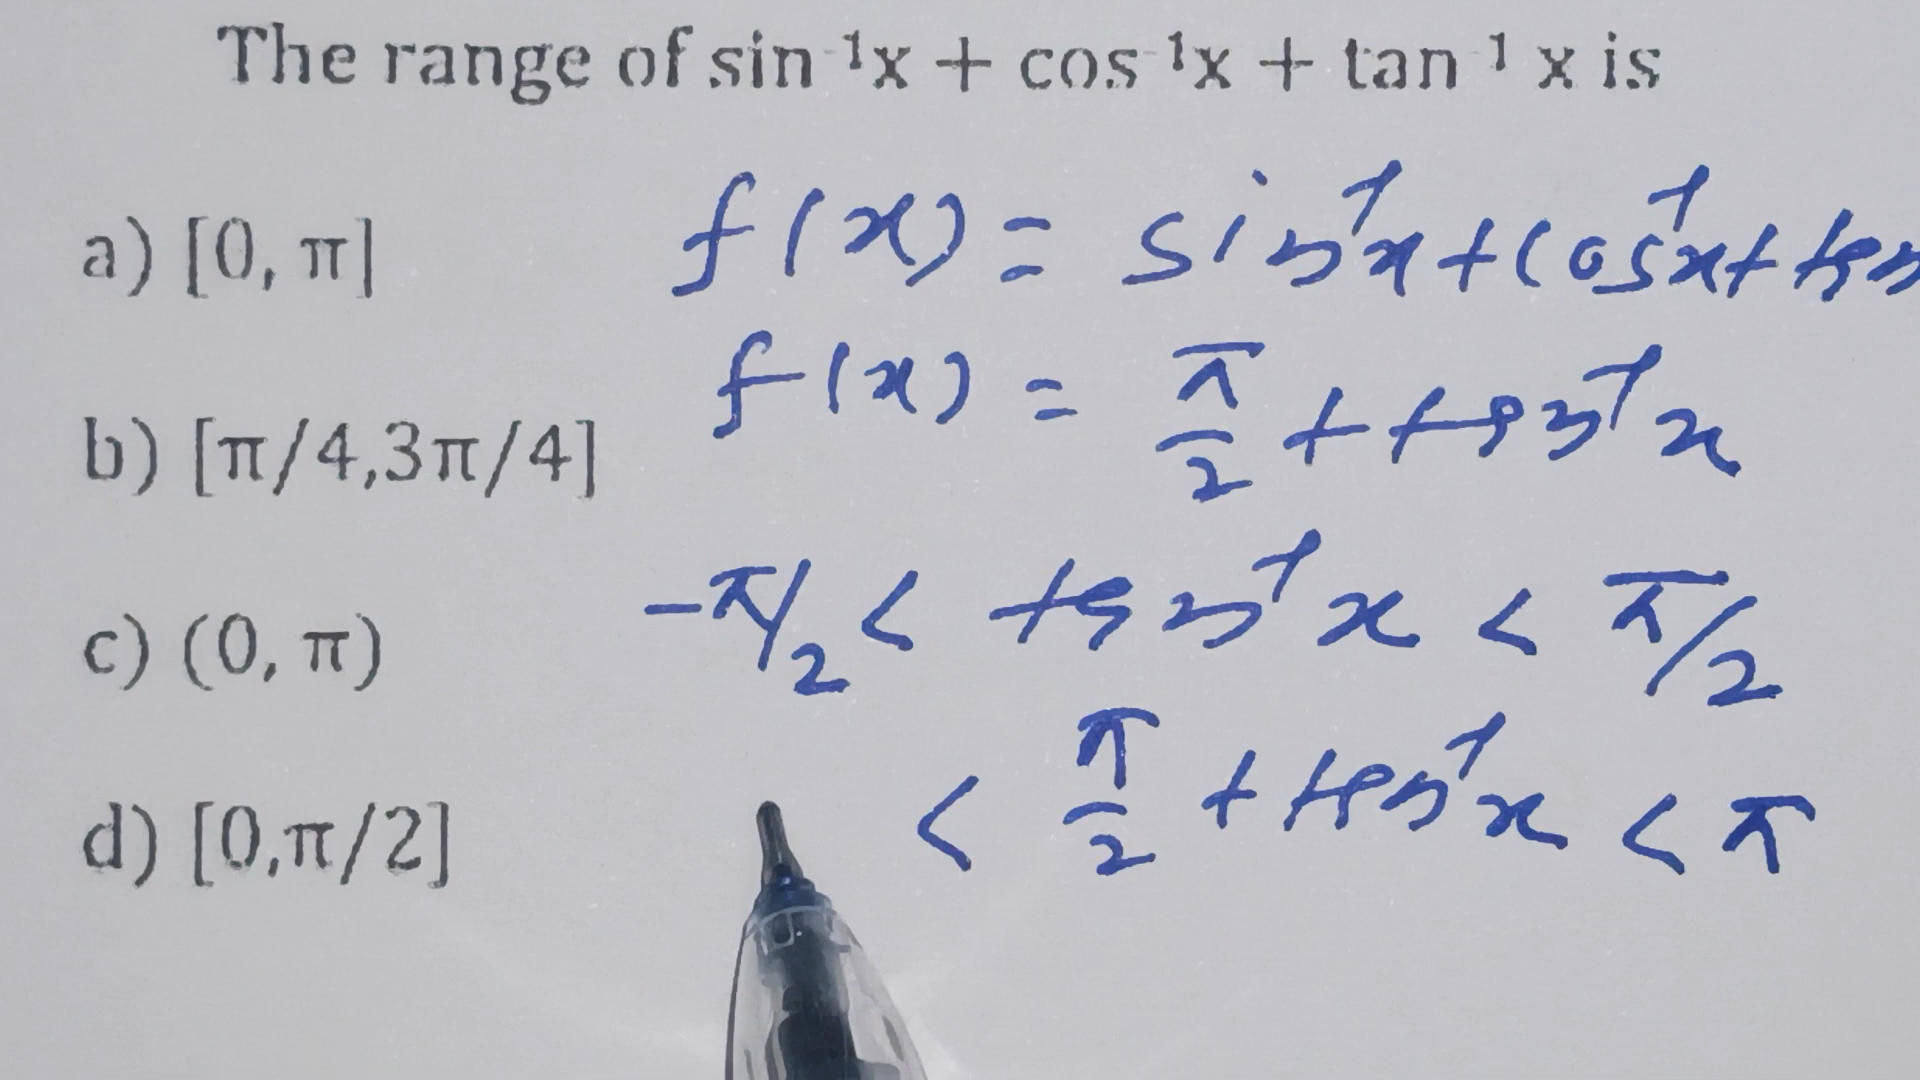 The range of sin⁻¹x + cos⁻¹x + tan⁻¹ x is
a) [0, π]
f(x) = sin⁻¹x + cos⁻¹x + tan
b) [π/4,3π/4]
f(x) = π/2 + tan⁻¹x
c) (0, π)
-π/2 < tan⁻¹x < π/2
d) [0,π/2]
< π/2 + tan⁻¹x < π